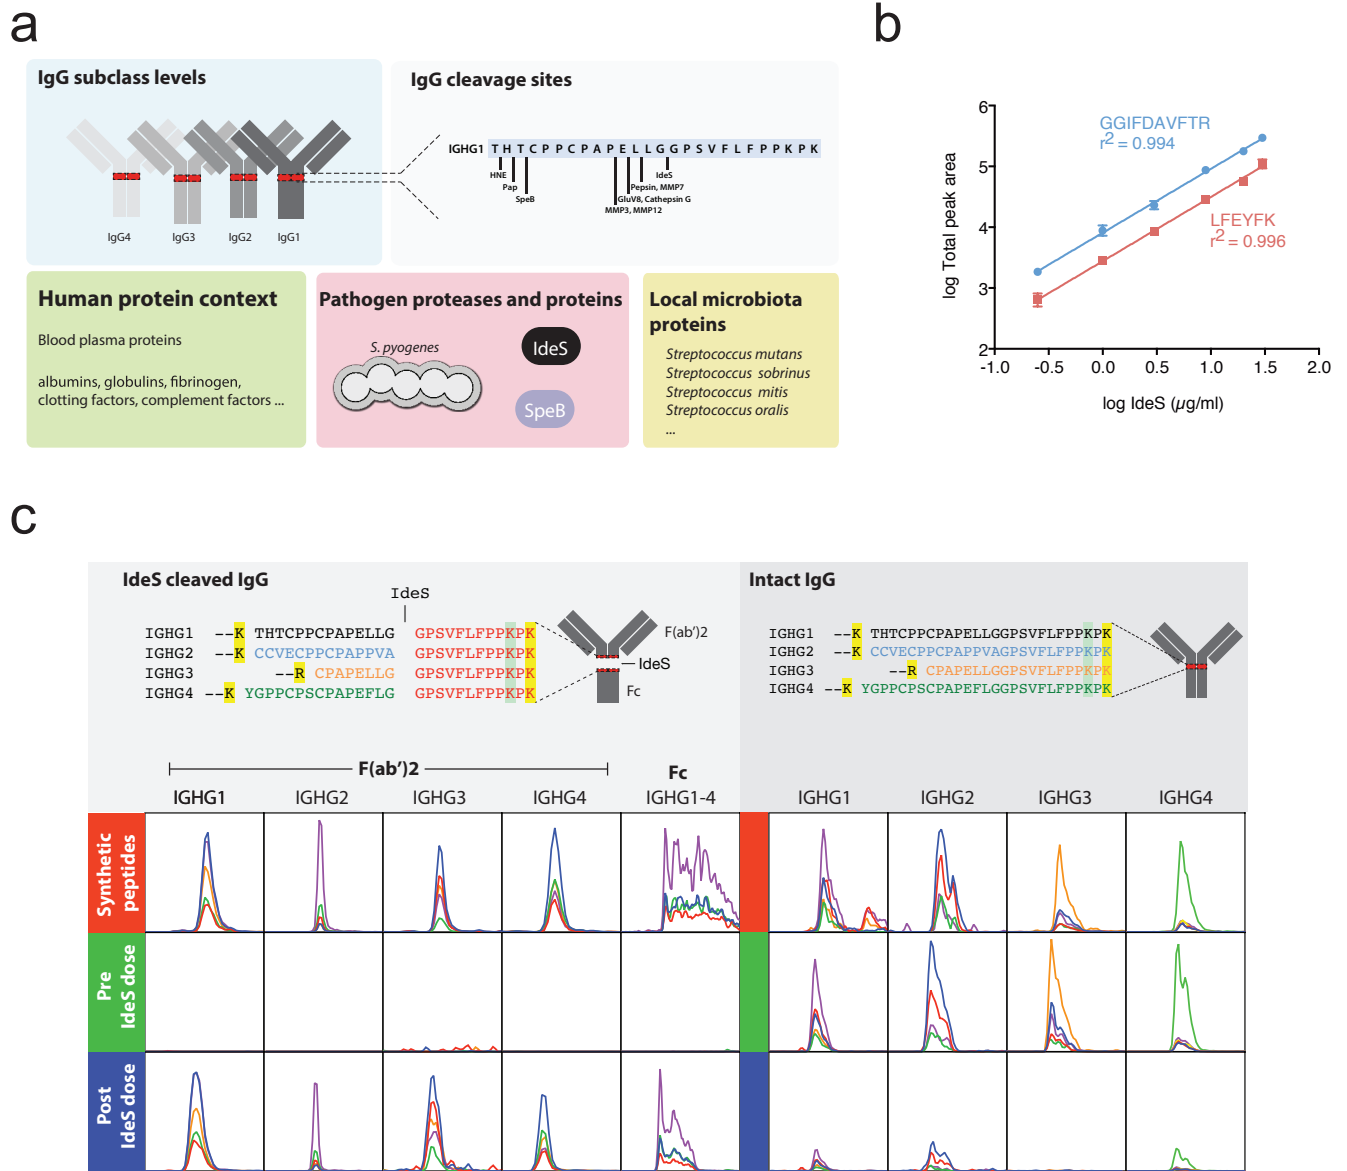 a
IgG subclass levels
IgG4
IgG3
IgG2
IgG1
IgG cleavage sites
IGHG1 T H T C P P C P A P E L L G G P S V F L F P P K P K
HNE
Pap
SpeB
IdeS
Pepsin, MMP7
GluV8, Cathepsin G
MMP3, MMP12
Human protein context
Blood plasma proteins
albumins, globulins, fibrinogen,
clotting factors, complement factors ...
Pathogen proteases and proteins
S. pyogenes
IdeS
SpeB
Local microbiota
proteins
Streptococcus mutans
Streptococcus sobrinus
Streptococcus mitis
Streptococcus oralis
...
b
log Total peak area
6
5
4
3
2
GGIFDAVFTR
r2 = 0.994
LFEYFK
r2 = 0.996
-1.0 -0.5 0.0 0.5 1.0 1.5 2.0
log IdeS (µg/ml)
c
IdeS cleaved IgG
IdeS
IGHG1 --K THTCPPCPAPELLG GPSVFLFPPKPK
IGHG2 --K CCVECPPCPAPPVA GPSVFLFPPKPK
IGHG3 --R CPAPELLG GPSVFLFPPKPK
IGHG4 --K YGPPCPSCPAPEFLG GPSVFLFPPKPK
F(ab')2
IdeS
Fc
Intact IgG
IGHG1 --K THTCPPCPAPELLGGPSVFLFPPKPK
IGHG2 --K CCVECPPCPAPPVAGPSVFLFPPKPK
IGHG3 --R CPAPELLGGPSVFLFPPKPK
IGHG4 --K YGPPCPSCPAPEFLGGPSVFLFPPKPK
F(ab')2
Fc
IGHG1 IGHG2 IGHG3 IGHG4 IGHG1-4 IGHG1 IGHG2 IGHG3 IGHG4
Synthetic
peptides
Pre
IdeS dose
Post
IdeS dose